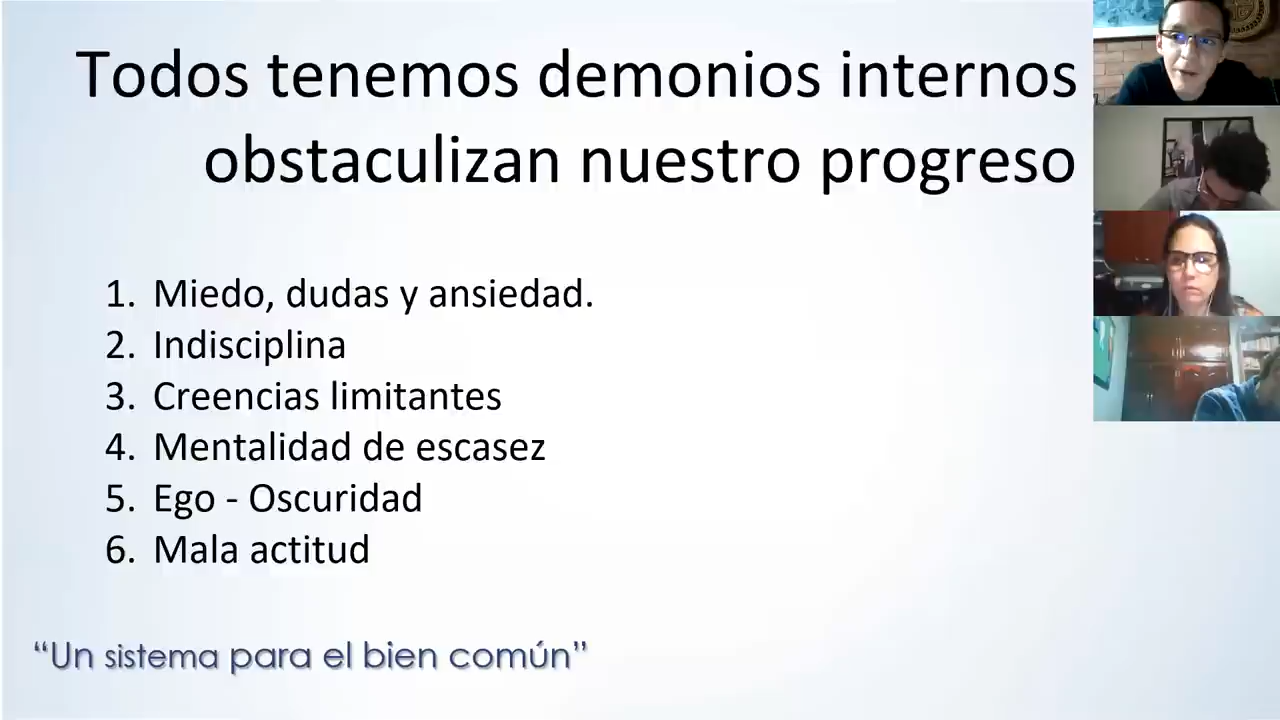 Todos tenemos demonios internos
obstaculizan nuestro progreso
1. Miedo, dudas y ansiedad.
2. Indisciplina
3. Creencias limitantes
4. Mentalidad de escasez
5. Ego - Oscuridad
6. Mala actitud
“Un sistema para el bien común”